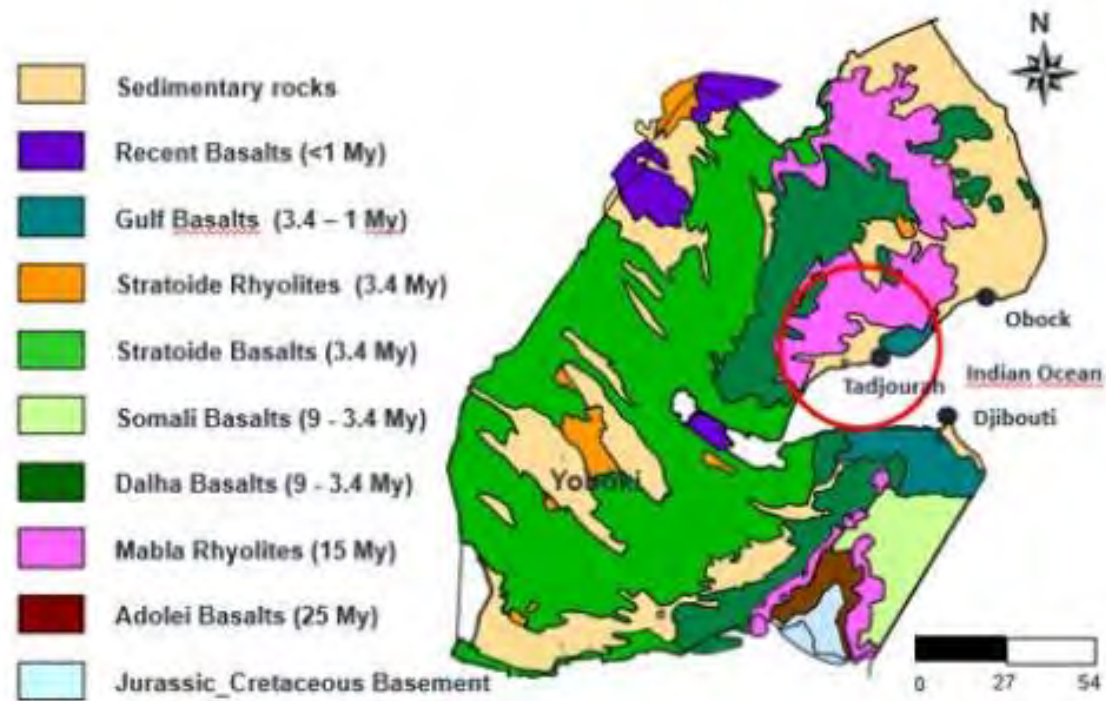 N
Sedimentary rocks
Recent Basalts (<1 My)
Gulf Basalts (3.4 – 1 My)
Stratoide Rhyolites (3.4 My)
Stratoide Basalts (3.4 My)
Somali Basalts (9 - 3.4 My)
Dalha Basalts (9 - 3.4 My)
Mabla Rhyolites (15 My)
Adolei Basalts (25 My)
Jurassic_Cretaceous Basement
Obock
Tadjourah
Indian Ocean
Djibouti
Yoboki
0 27 54